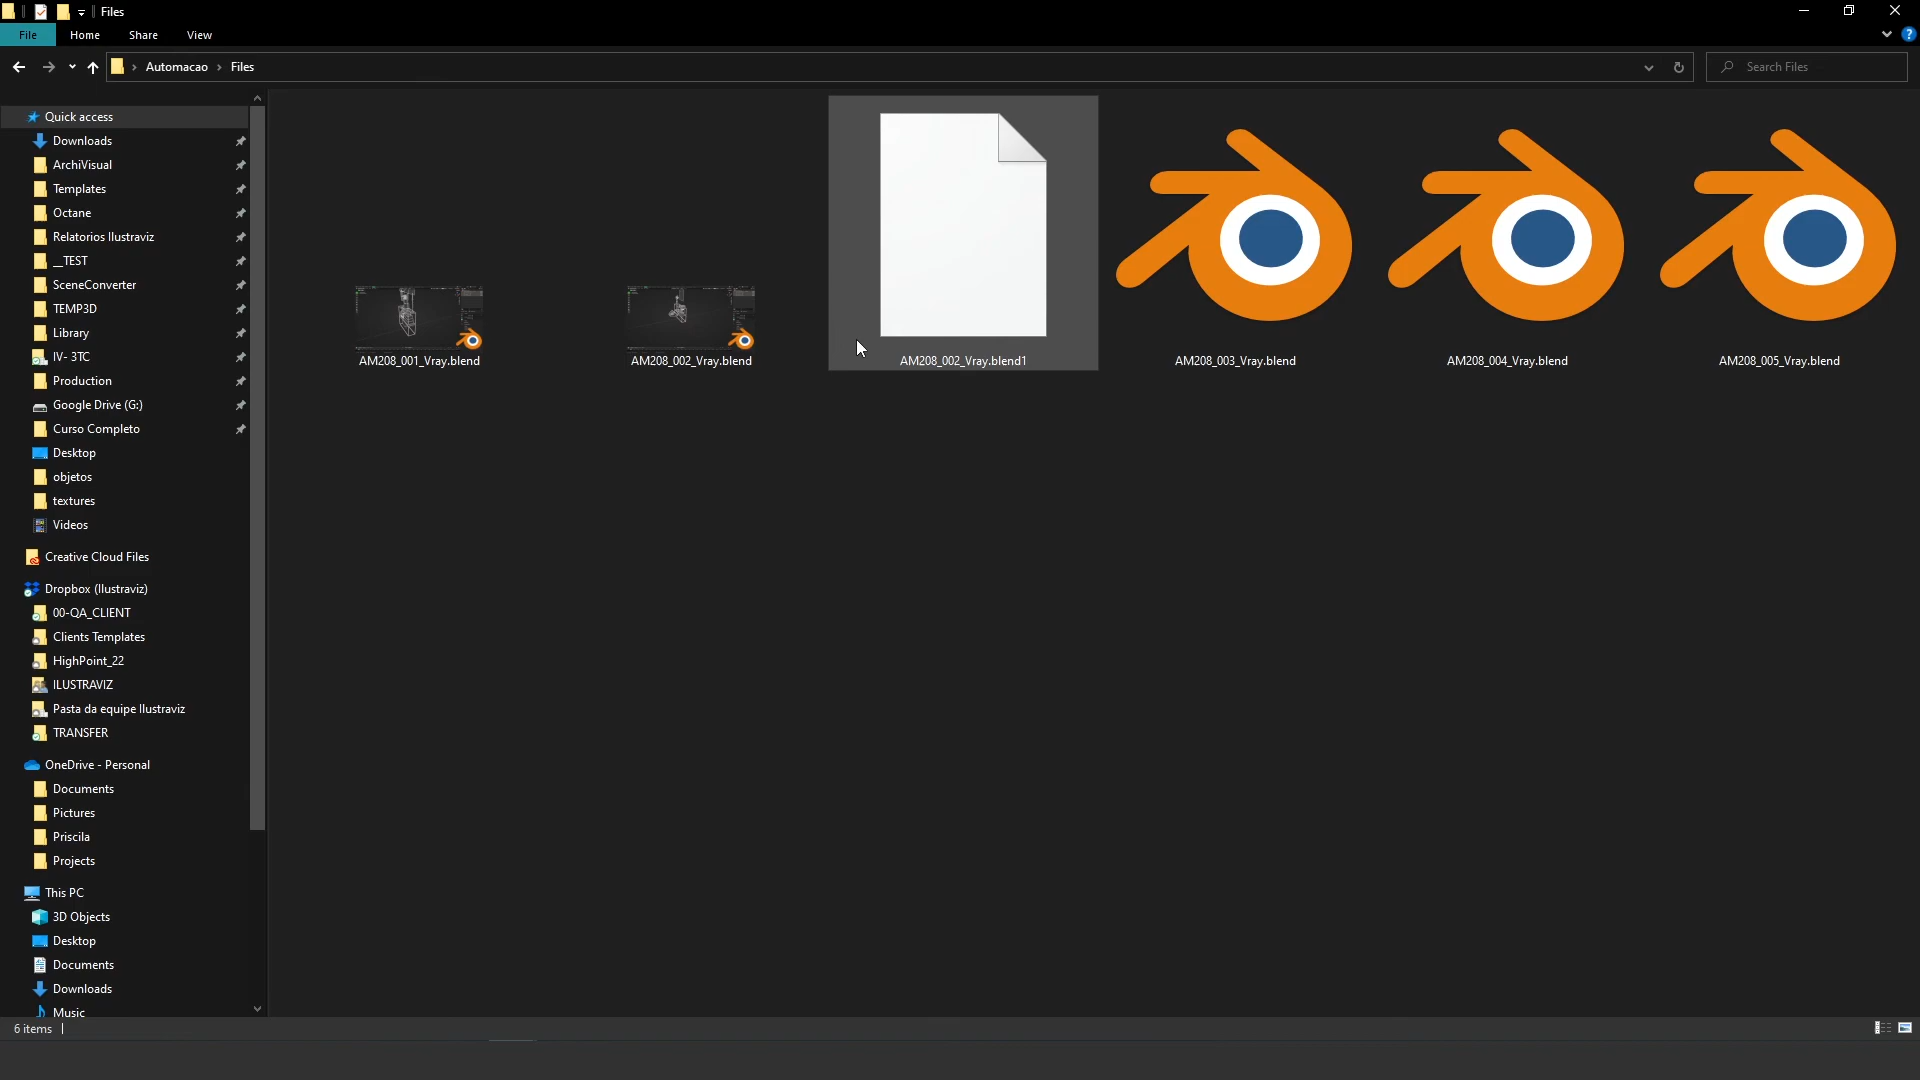 Files
File
Home
Share
View
Automacao
Files
Search Files
Quick access
Downloads
ArchiVisual
Templates
Octane
Relatorios Ilustraviz
__TEST
SceneConverter
TEMP3D
Library
IV- 3TC
Production
Google Drive (G:)
Curso Completo
Desktop
objetos
textures
Videos
Creative Cloud Files
Dropbox (Ilustraviz)
00-QA_CLIENT
Clients Templates
HighPoint_22
ILUSTRAVIZ
Pasta da equipe Ilustraviz
TRANSFER
OneDrive - Personal
Documents
Pictures
Priscila
Projects
This PC
3D Objects
Desktop
Documents
Downloads
Music
AM208_001_Vray.blend
AM208_002_Vray.blend
AM208_002_Vray.blend1
AM208_003_Vray.blend
AM208_004_Vray.blend
AM208_005_Vray.blend
6 items